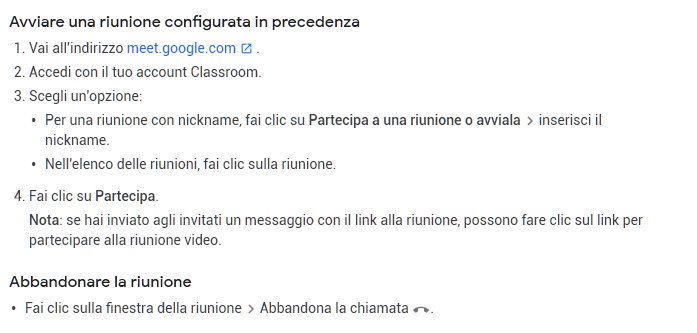 Avviare una riunione configurata in precedenza
1. Vai all'indirizzo meet.google.com .
2. Accedi con il tuo account Classroom.
3. Scegli un'opzione:
• Per una riunione con nickname, fai clic su Partecipa a una riunione o avviala > inserisci il
nickname.
• Nell'elenco delle riunioni, fai clic sulla riunione.
4. Fai clic su Partecipa.
Nota: se hai inviato agli invitati un messaggio con il link alla riunione, possono fare clic sul link per
partecipare alla riunione video.
Abbandonare la riunione
• Fai clic sulla finestra della riunione > Abbandona la chiamata .